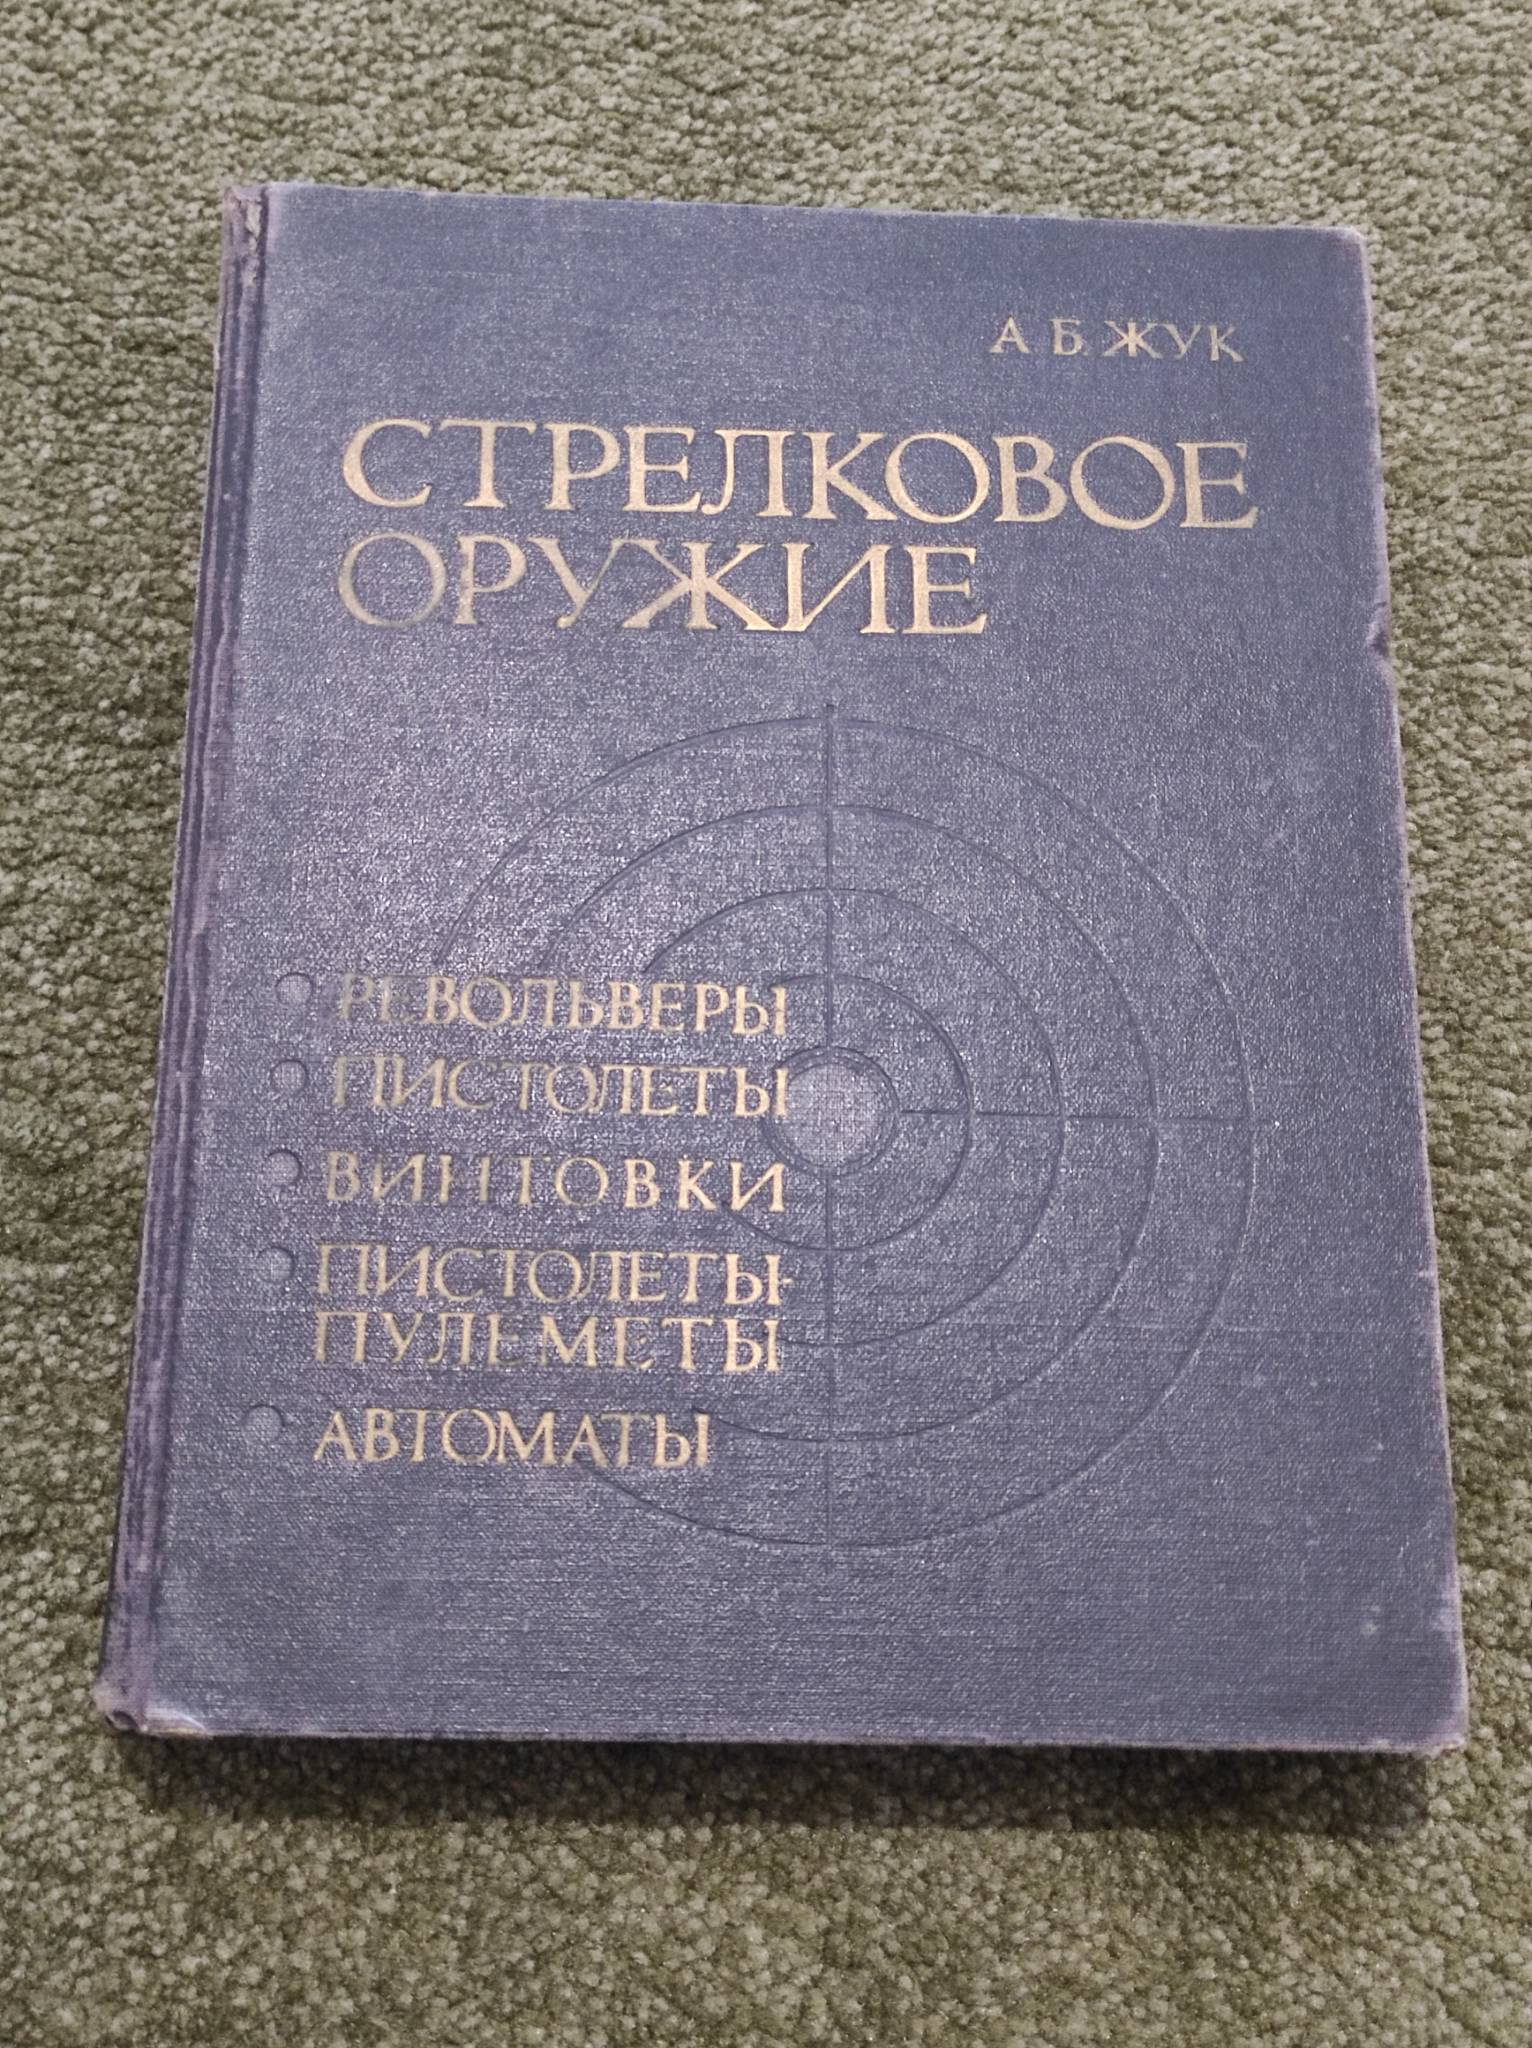 А. Б. ЖУК
СТРЕЛКОВОЕ
ОРУЖИЕ
РЕВОЛЬВЕРЫ
ПИСТОЛЕТЫ
ВИНТОВКИ
ПИСТОЛЕТЫ-
ПУЛЕМЕТЫ
АВТОМАТЫ